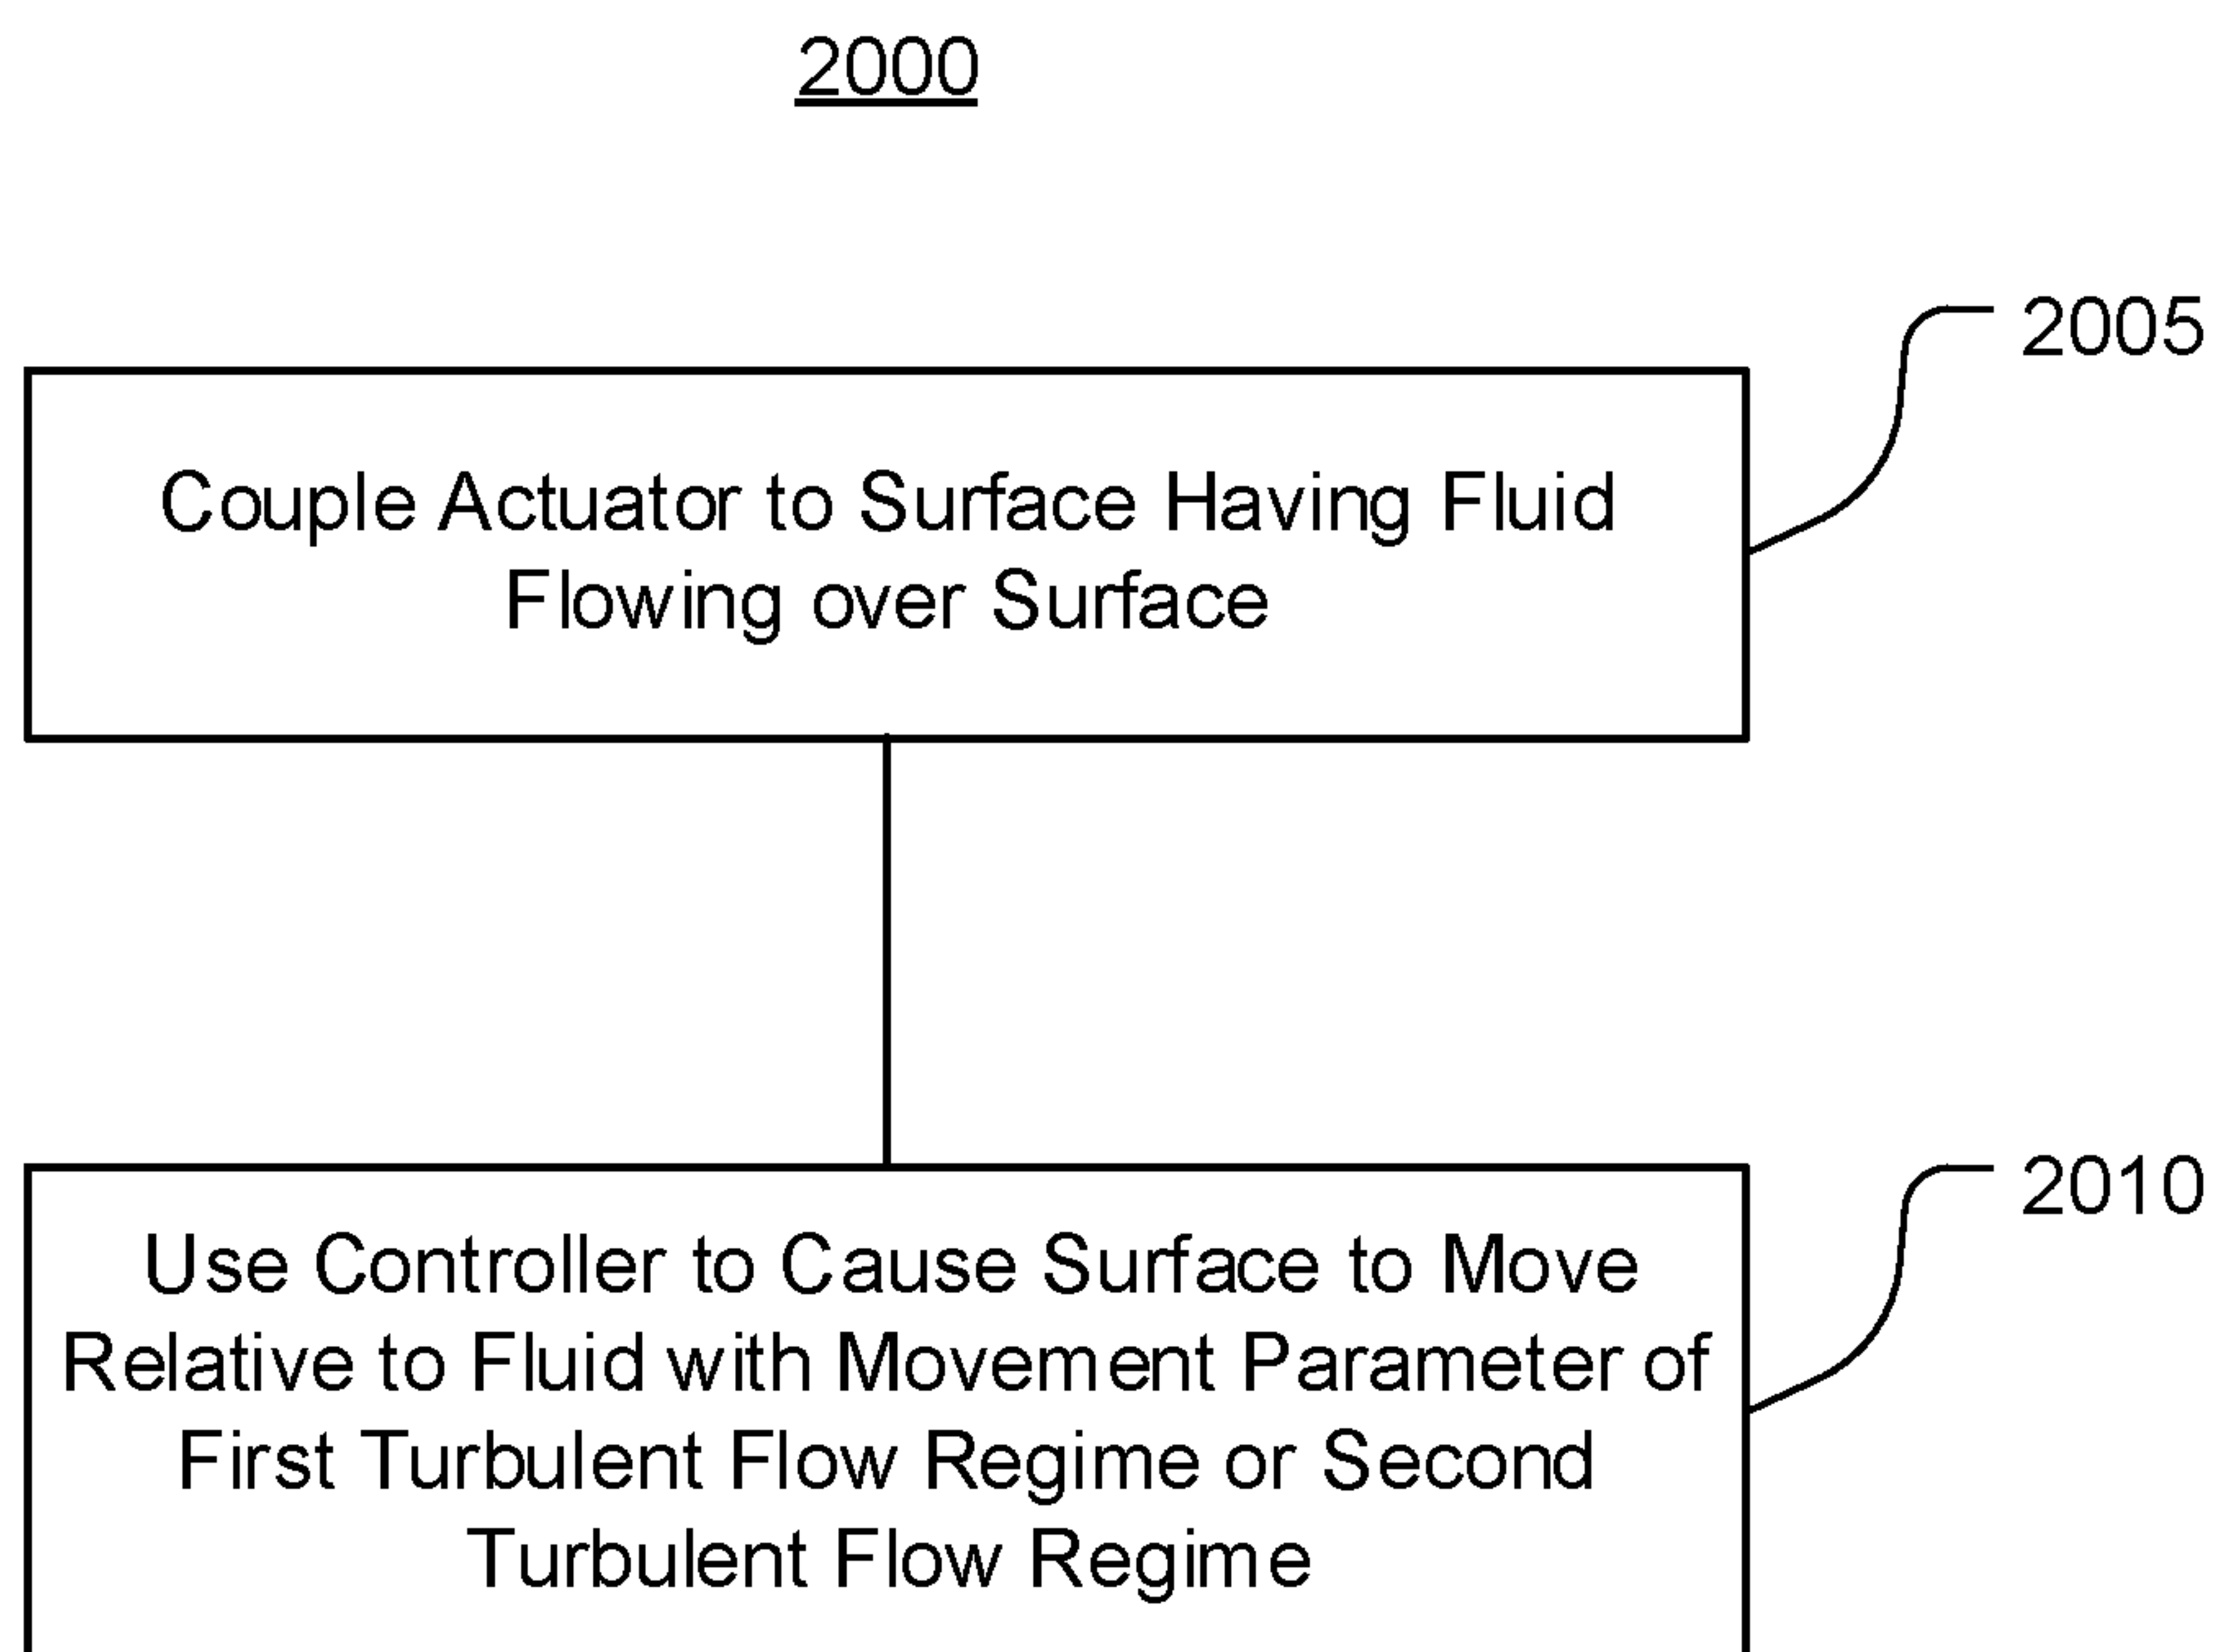 2000
2005
Couple Actuator to Surface Having Fluid
Flowing over Surface
2010
Use Controller to Cause Surface to Move
Relative to Fluid with Movement Parameter of
First Turbulent Flow Regime or Second
Turbulent Flow Regime